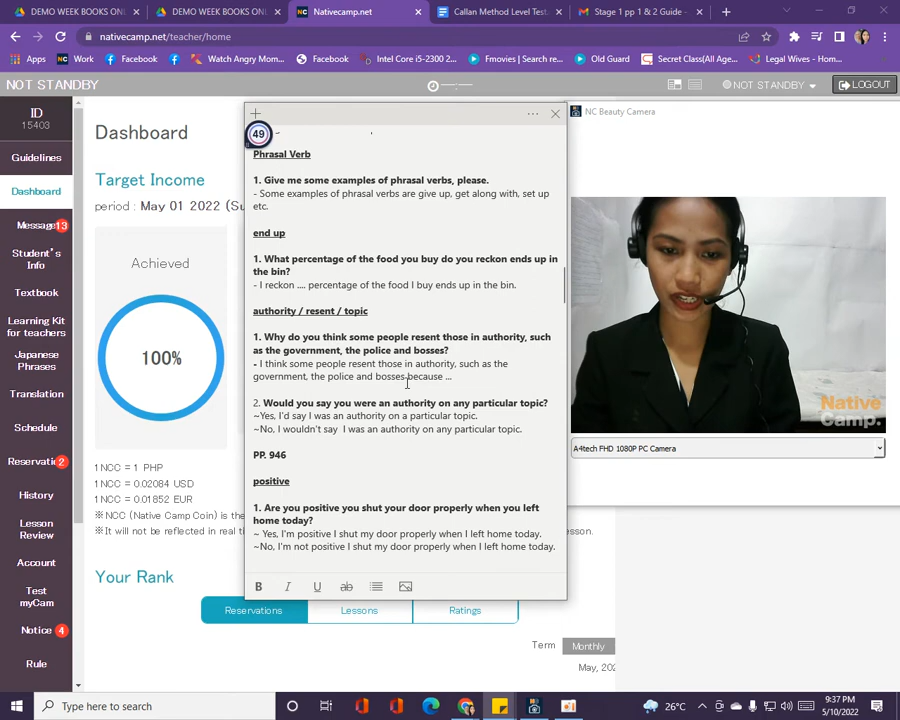 DEMO WEEK BOOKS ONL
DEMO WEEK BOOKS ONL
Nativecamp.net
Callan Method Level Test.
Stage 1 pp 1 & 2 Guide -
nativecamp.net/teacher/home
Apps
Work
Facebook
Watch Angry Mom...
Facebook
Intel Core i5-2300 2...
Fmovies | Search re...
Old Guard
Secret Class(All Age...
Legal Wives - Hom...
NOT STANDBY
--:--
NOT STANDBY
LOGOUT
ID
15403
Guidelines
Dashboard
Message 13
Student's
Info
Textbook
Learning Kit
for teachers
Japanese
Phrases
Translation
Schedule
Reservati 2
History
Lesson
Review
Account
Test
myCam
Notice 4
Rule
Dashboard
Target Income
period : May 01 2022 (Su
Achieved
100%
1 NCC = 1 PHP
1 NCC = 0.02084 USD
1 NCC = 0.01852 EUR
※NCC (Native Camp Coin) is the
※It will not be reflected in real ti
esson.
Your Rank
Reservations
Lessons
Ratings
Term
Monthly
May, 202
49
Phrasal Verb
1. Give me some examples of phrasal verbs, please.
- Some examples of phrasal verbs are give up, get along with, set up
etc.
end up
1. What percentage of the food you buy do you reckon ends up in
the bin?
- I reckon .... percentage of the food I buy ends up in the bin.
authority / resent / topic
1. Why do you think some people resent those in authority, such
as the government, the police and bosses?
- I think some people resent those in authority, such as the
government, the police and bosses because ...
2. Would you say you were an authority on any particular topic?
~Yes, I'd say I was an authority on a particular topic.
~No, I wouldn't say I was an authority on any particular topic.
PP. 946
positive
1. Are you positive you shut your door properly when you left
home today?
~ Yes, I'm positive I shut my door properly when I left home today.
~No, I'm not positive I shut my door properly when I left home today.
B I U ab
NC Beauty Camera
Native
Camp.
A4tech FHD 1080P PC Camera
Type here to search
26°C
9:37 PM
5/10/2022